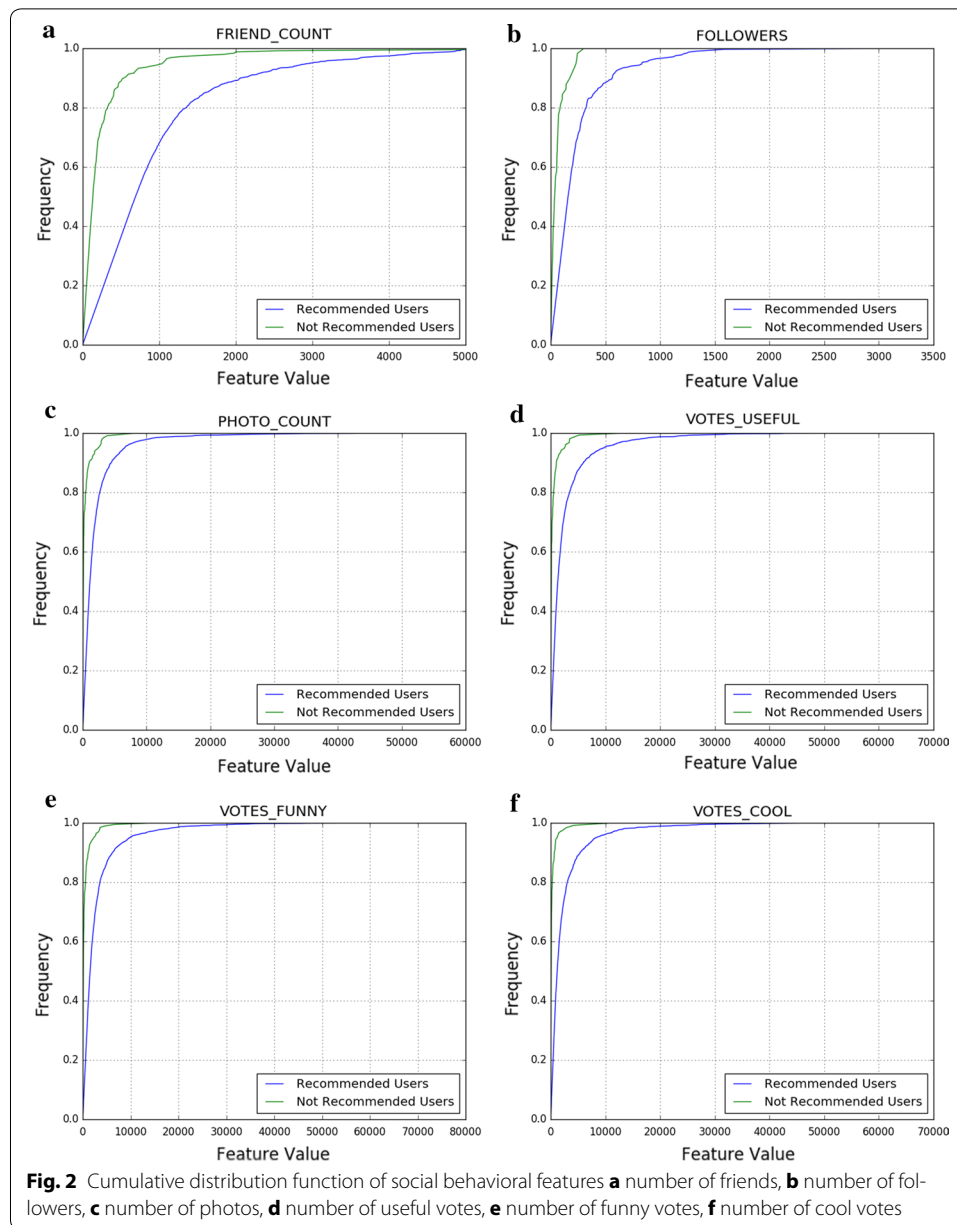 a
FRIEND_COUNT
1.0
0.8
0.6
0.4
0.2
0.0
Frequency
0
1000
2000
3000
4000
5000
Feature Value
Recommended Users
Not Recommended Users
b
FOLLOWERS
1.0
0.8
0.6
0.4
0.2
0.0
Frequency
0
500
1000
1500
2000
2500
3000
3500
Feature Value
Recommended Users
Not Recommended Users
c
PHOTO_COUNT
1.0
0.8
0.6
0.4
0.2
0.0
Frequency
0
10000
20000
30000
40000
50000
60000
Feature Value
Recommended Users
Not Recommended Users
d
VOTES_USEFUL
1.0
0.8
0.6
0.4
0.2
0.0
Frequency
0
10000
20000
30000
40000
50000
60000
70000
Feature Value
Recommended Users
Not Recommended Users
e
VOTES_FUNNY
1.0
0.8
0.6
0.4
0.2
0.0
Frequency
0
10000
20000
30000
40000
50000
60000
70000
80000
Feature Value
Recommended Users
Not Recommended Users
f
VOTES_COOL
1.0
0.8
0.6
0.4
0.2
0.0
Frequency
0
10000
20000
30000
40000
50000
60000
70000
Feature Value
Recommended Users
Not Recommended Users
Fig. 2 Cumulative distribution function of social behavioral features a number of friends, b number of fol-
lowers, c number of photos, d number of useful votes, e number of funny votes, f number of cool votes